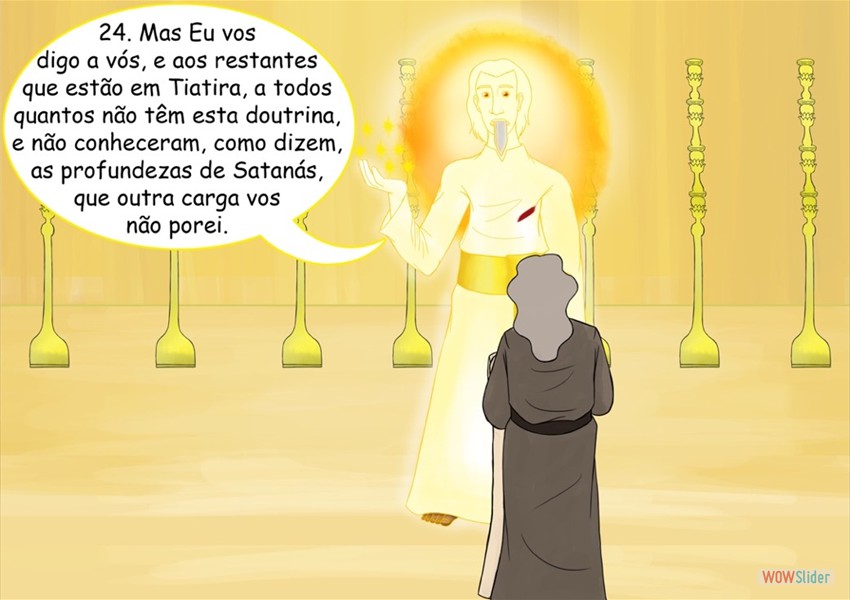 24. Mas Eu vos
digo a vós, e aos restantes
que estão em Tiatira, a todos
quantos não têm esta doutrina,
e não conheceram, como dizem,
as profundezas de Satanás,
que outra carga vos
não porei.
WOWSlider